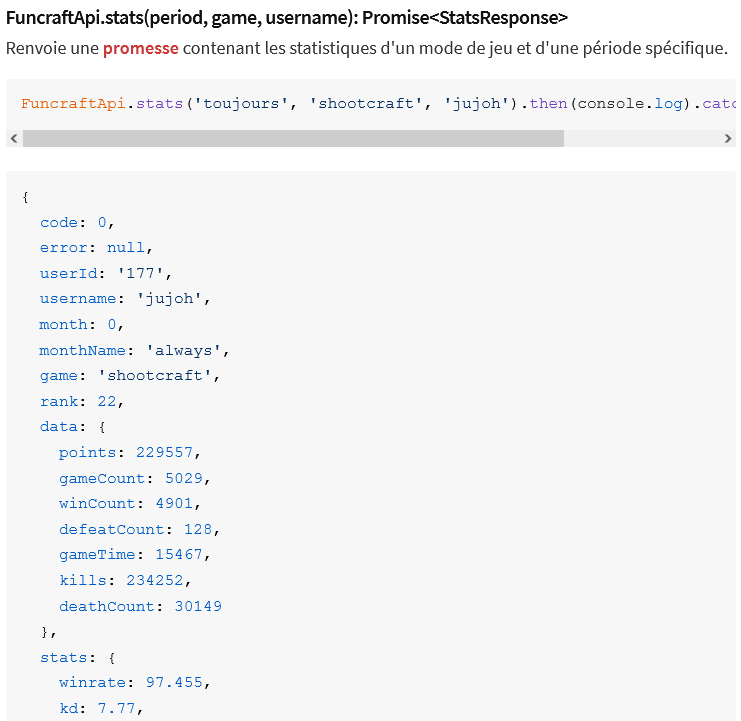 FuncraftApi.stats(period, game, username): Promise<StatsResponse>
Renvoie une promesse contenant les statistiques d'un mode de jeu et d'une période spécifique.
FuncraftApi.stats('toujours', 'shootcraft', 'jujoh').then(console.log).catc
{
  code: 0,
  error: null,
  userId: '177',
  username: 'jujoh',
  month: 0,
  monthName: 'always',
  game: 'shootcraft',
  rank: 22,
  data: {
    points: 229557,
    gameCount: 5029,
    winCount: 4901,
    defeatCount: 128,
    gameTime: 15467,
    kills: 234252,
    deathCount: 30149
  },
  stats: {
    winrate: 97.455,
    kd: 7.77,